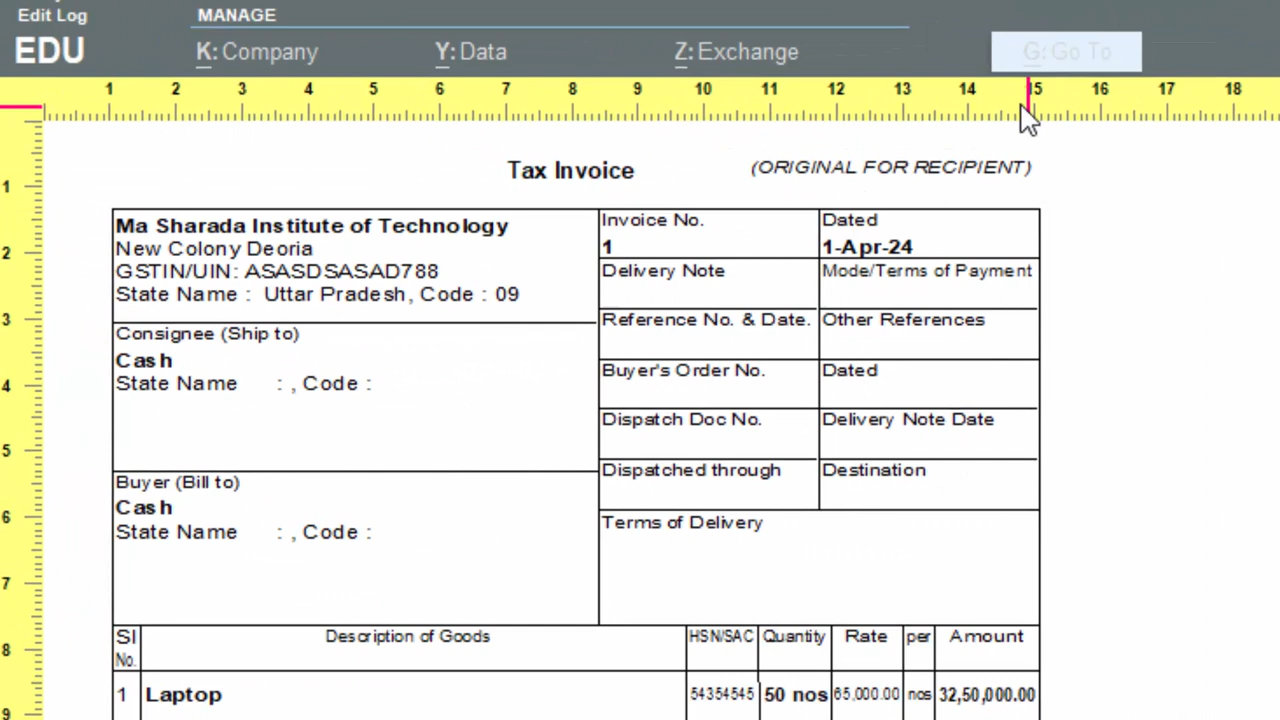 Edit Log
MANAGE
EDU
K: Company
Y: Data
Z: Exchange
G: Go To
1 2 3 4 5 6 7 8 9 10 11 12 13 14 15 16 17 18
1
2
3
4
5
6
7
8
9
Tax Invoice
(ORIGINAL FOR RECIPIENT)
Ma Sharada Institute of Technology
New Colony Deoria
GSTIN/UIN: ASASDSASAD788
State Name : Uttar Pradesh, Code : 09
Consignee (Ship to)
Cash
State Name : , Code :
Buyer (Bill to)
Cash
State Name : , Code :
Invoice No.
1
Dated
1-Apr-24
Delivery Note
Mode/Terms of Payment
Reference No. & Date.
Other References
Buyer's Order No.
Dated
Dispatch Doc No.
Delivery Note Date
Dispatched through
Destination
Terms of Delivery
Sl No. Description of Goods HSN/SAC Quantity Rate per Amount
1 Laptop 54354545 50 nos 65,000.00 nos 32,50,000.00